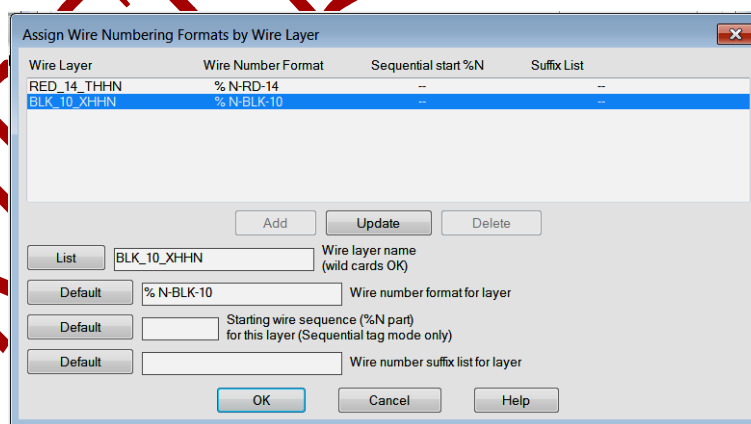 Assign Wire Numbering Formats by Wire Layer
Wire Layer Wire Number Format Sequential start %N Suffix List
RED_14_THHN % N-RD-14 -- --
BLK_10_XHHN % N-BLK-10 -- --
Add Update Delete
List BLK_10_XHHN Wire layer name
(wild cards OK)
Default % N-BLK-10 Wire number format for layer
Default Starting wire sequence (%N part)
for this layer (Sequential tag mode only)
Default Wire number suffix list for layer
OK Cancel Help